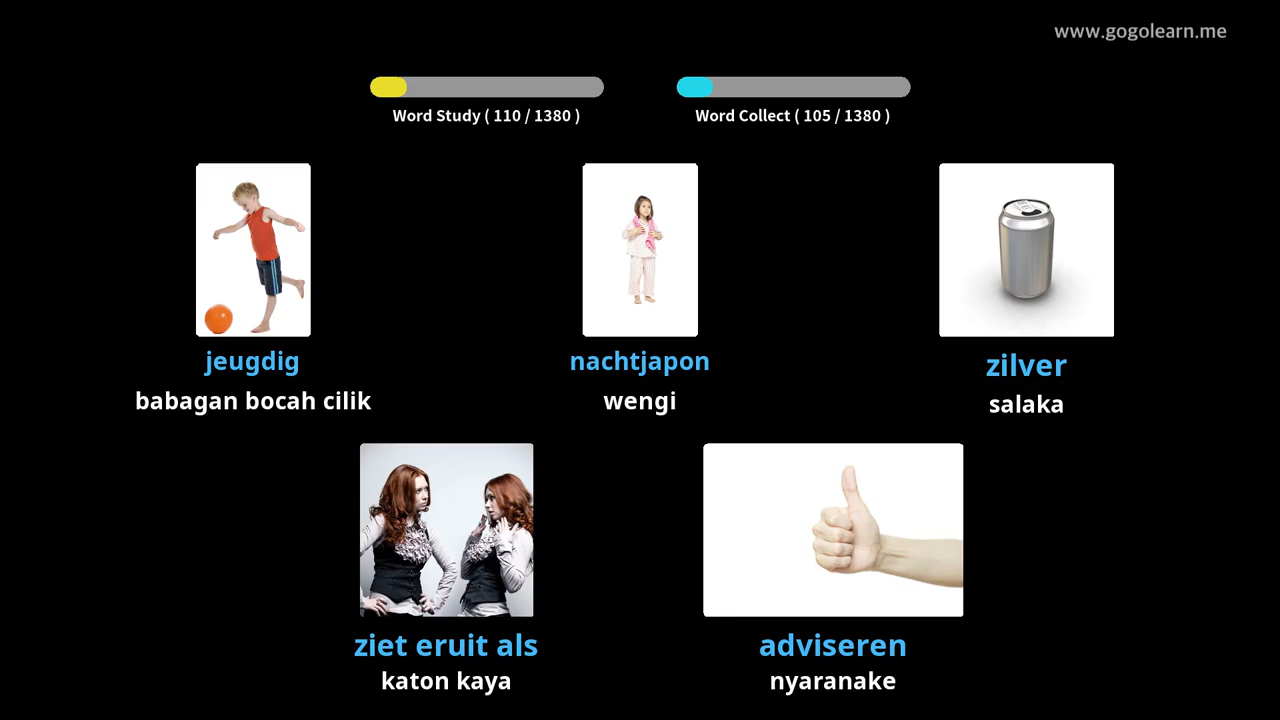 www.gogolearn.me
Word Study ( 110 / 1380 )
Word Collect ( 105 / 1380 )
jeugdig
babagan bocah cilik
nachtjapon
wengi
zilver
salaka
ziet eruit als
katon kaya
adviseren
nyaranake